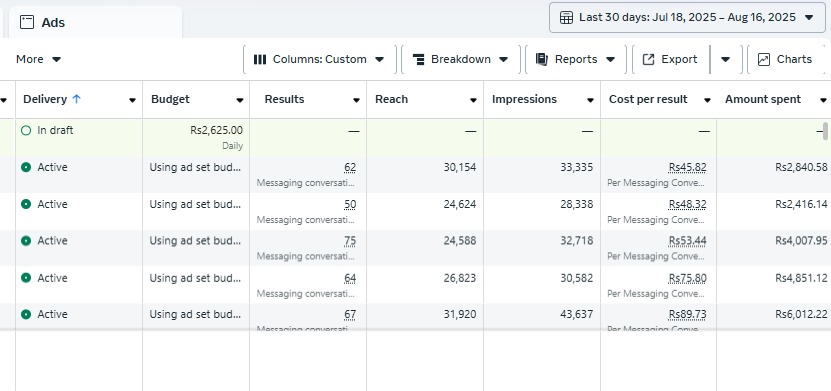 Ads
Last 30 days: Jul 18, 2025 – Aug 16, 2025
More Columns: Custom Breakdown Reports Export Charts
Delivery ↑ Budget Results Reach Impressions Cost per result Amount spent
In draft Rs2,625.00 — — — — —
Daily
Active Using ad set bud... 62 30,154 33,335 Rs45.82 Rs2,840.58
Messaging conversati... Per Messaging Conve...
Active Using ad set bud... 50 24,624 28,338 Rs48.32 Rs2,416.14
Messaging conversati... Per Messaging Conve...
Active Using ad set bud... 75 24,588 32,718 Rs53.44 Rs4,007.95
Messaging conversati... Per Messaging Conve...
Active Using ad set bud... 64 26,823 30,582 Rs75.80 Rs4,851.12
Messaging conversati... Per Messaging Conve...
Active Using ad set bud... 67 31,920 43,637 Rs89.73 Rs6,012.22
Messaging conversati... Per Messaging Conve...